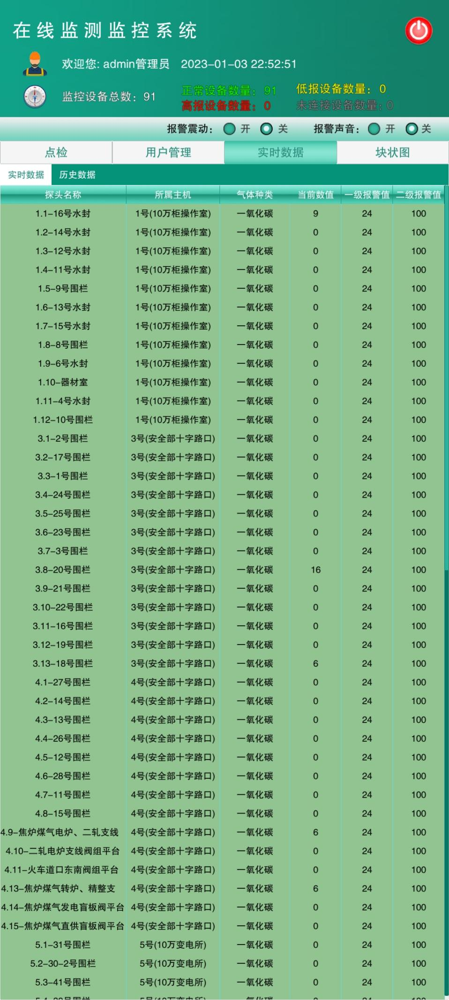 在线监测监控系统
欢迎您: admin管理员 2023-01-03 22:52:51
监控设备总数: 91 正常设备数量: 91 低报设备数量: 0
高报设备数量: 0 未连接设备数量: 0
报警震动: 开 关 报警声音: 开 关
点检 用户管理 实时数据 块状图
实时数据 历史数据
探头名称 所属主机 气体种类 当前数值 一级报警值 二级报警值
1.1-16号水封 1号(10万柜操作室) 一氧化碳 9 24 100
1.2-14号水封 1号(10万柜操作室) 一氧化碳 0 24 100
1.3-12号水封 1号(10万柜操作室) 一氧化碳 0 24 100
1.4-11号水封 1号(10万柜操作室) 一氧化碳 0 24 100
1.5-9号围栏 1号(10万柜操作室) 一氧化碳 0 24 100
1.6-13号水封 1号(10万柜操作室) 一氧化碳 0 24 100
1.7-15号水封 1号(10万柜操作室) 一氧化碳 0 24 100
1.8-8号围栏 1号(10万柜操作室) 一氧化碳 0 24 100
1.9-6号水封 1号(10万柜操作室) 一氧化碳 0 24 100
1.10-器材室 1号(10万柜操作室) 一氧化碳 0 24 100
1.11-4号水封 1号(10万柜操作室) 一氧化碳 0 24 100
1.12-10号围栏 1号(10万柜操作室) 一氧化碳 0 24 100
3.1-2号围栏 3号(安全部十字路口) 一氧化碳 0 24 100
3.2-17号围栏 3号(安全部十字路口) 一氧化碳 0 24 100
3.3-1号围栏 3号(安全部十字路口) 一氧化碳 0 24 100
3.4-24号围栏 3号(安全部十字路口) 一氧化碳 0 24 100
3.5-25号围栏 3号(安全部十字路口) 一氧化碳 0 24 100
3.6-23号围栏 3号(安全部十字路口) 一氧化碳 0 24 100
3.7-3号围栏 3号(安全部十字路口) 一氧化碳 0 24 100
3.8-20号围栏 3号(安全部十字路口) 一氧化碳 16 24 100
3.9-21号围栏 3号(安全部十字路口) 一氧化碳 0 24 100
3.10-22号围栏 3号(安全部十字路口) 一氧化碳 0 24 100
3.11-16号围栏 3号(安全部十字路口) 一氧化碳 0 24 100
3.12-19号围栏 3号(安全部十字路口) 一氧化碳 0 24 100
3.13-18号围栏 3号(安全部十字路口) 一氧化碳 6 24 100
4.1-27号围栏 4号(安全部十字路口) 一氧化碳 0 24 100
4.2-14号围栏 4号(安全部十字路口) 一氧化碳 0 24 100
4.3-13号围栏 4号(安全部十字路口) 一氧化碳 0 24 100
4.4-26号围栏 4号(安全部十字路口) 一氧化碳 0 24 100
4.5-12号围栏 4号(安全部十字路口) 一氧化碳 0 24 100
4.6-28号围栏 4号(安全部十字路口) 一氧化碳 0 24 100
4.7-11号围栏 4号(安全部十字路口) 一氧化碳 0 24 100
4.8-15号围栏 4号(安全部十字路口) 一氧化碳 0 24 100
4.9-焦炉煤气电炉、二轧支线 4号(安全部十字路口) 一氧化碳 6 24 100
4.10-二轧电炉支线阀组平台 4号(安全部十字路口) 一氧化碳 0 24 100
4.11-火车道口东南阀组平台 4号(安全部十字路口) 一氧化碳 0 24 100
4.13-焦炉煤气转炉、精整支 4号(安全部十字路口) 一氧化碳 6 24 100
4.14-焦炉煤气发电盲板阀平台 4号(安全部十字路口) 一氧化碳 0 24 100
4.15-焦炉煤气直供盲板阀平台 4号(安全部十字路口) 一氧化碳 0 24 100
5.1-31号围栏 5号(10万变电所) 一氧化碳 0 24 100
5.2-30-2号围栏 5号(10万变电所) 一氧化碳 0 24 100
5.3-41号围栏 5号(10万变电所) 一氧化碳 0 24 100